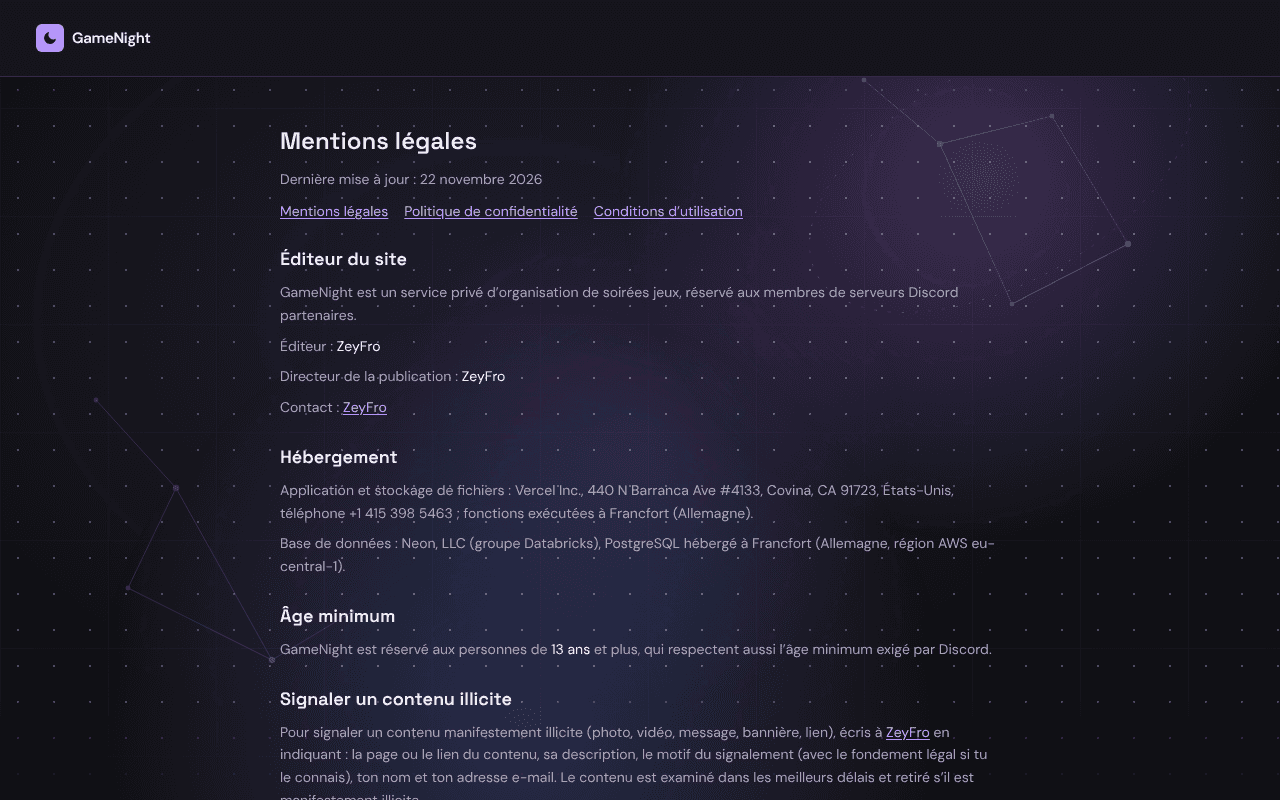 GameNight
Mentions légales
Dernière mise à jour : 22 novembre 2026
Mentions légales Politique de confidentialité Conditions d’utilisation
Éditeur du site
GameNight est un service privé d’organisation de soirées jeux, réservé aux membres de serveurs Discord
partenaires.
Éditeur : ZeyFro
Directeur de la publication : ZeyFro
Contact : ZeyFro
Hébergement
Application et stockage de fichiers : Vercel Inc., 440 N Barranca Ave #4133, Covina, CA 91723, États-Unis,
téléphone +1 415 398 5463 ; fonctions exécutées à Francfort (Allemagne).
Base de données : Neon, LLC (groupe Databricks), PostgreSQL hébergé à Francfort (Allemagne, région AWS eu-
central-1).
Âge minimum
GameNight est réservé aux personnes de 13 ans et plus, qui respectent aussi l’âge minimum exigé par Discord.
Signaler un contenu illicite
Pour signaler un contenu manifestement illicite (photo, vidéo, message, bannière, lien), écris à ZeyFro en
indiquant : la page ou le lien du contenu, sa description, le motif du signalement (avec le fondement légal si tu
le connais), ton nom et ton adresse e-mail. Le contenu est examiné dans les meilleurs délais et retiré s’il est
manifestement illicite.